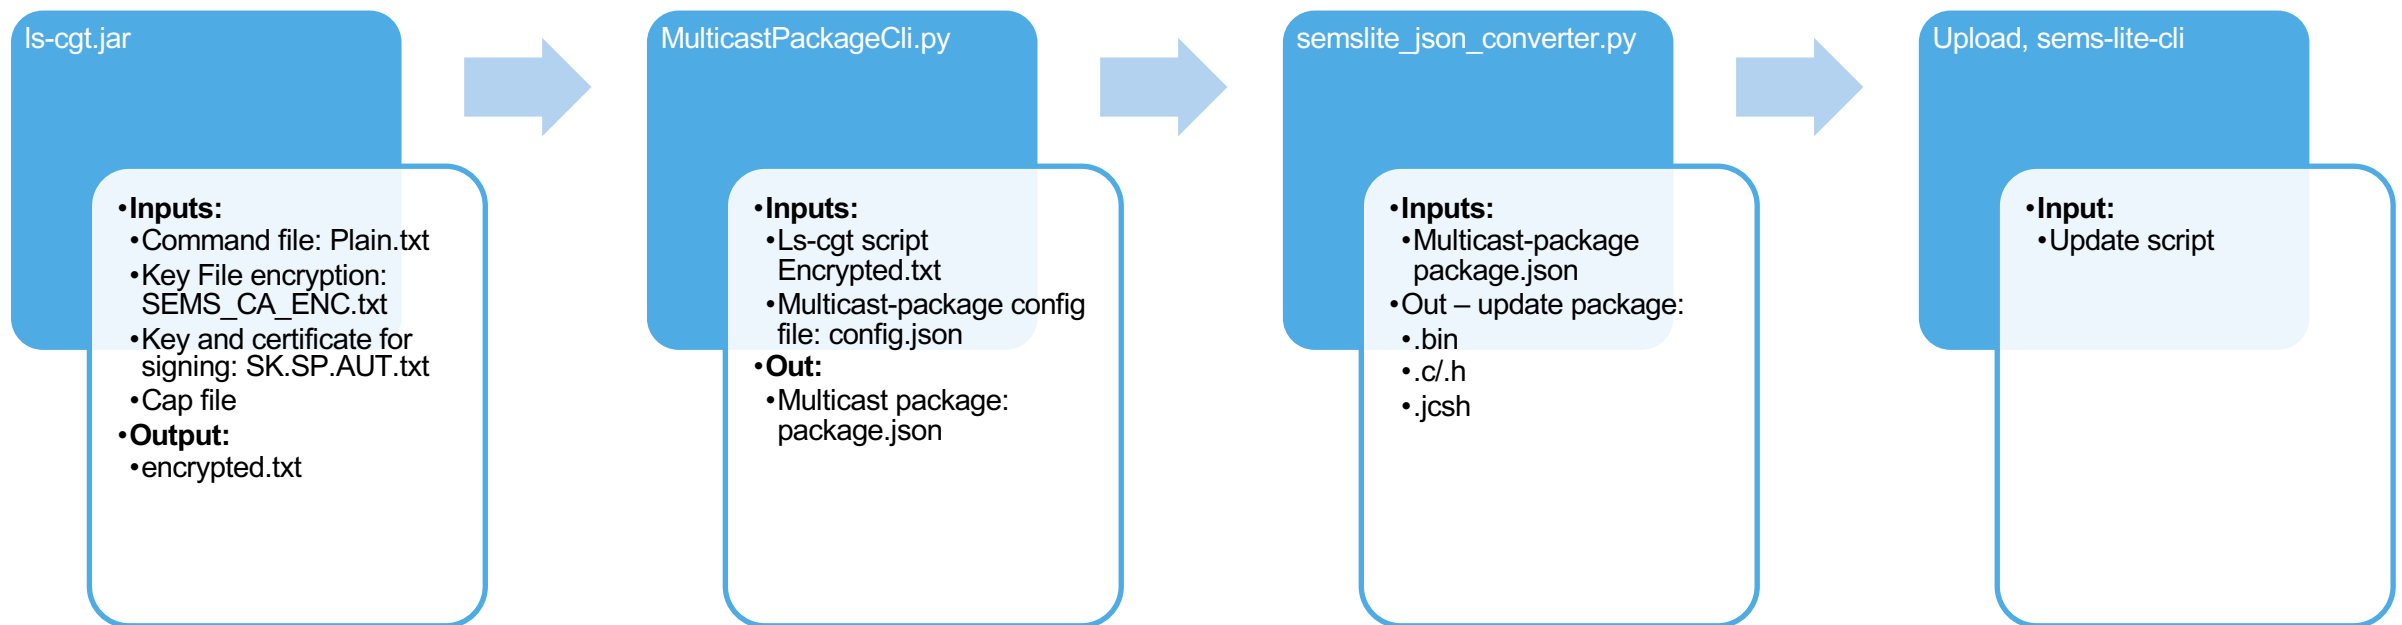 ls-cgt.jar
•Inputs:
•Command file: Plain.txt
•Key File encryption:
SEMS_CA_ENC.txt
•Key and certificate for
signing: SK.SP.AUT.txt
•Cap file
•Output:
•encrypted.txt
MulticastPackageCli.py
•Inputs:
•Ls-cgt script
Encrypted.txt
•Multicast-package config
file: config.json
•Out:
•Multicast package:
package.json
semslite_json_converter.py
•Inputs:
•Multicast-package
package.json
•Out – update package:
•.bin
•.c/.h
•.jcsh
Upload, sems-lite-cli
•Input:
•Update script